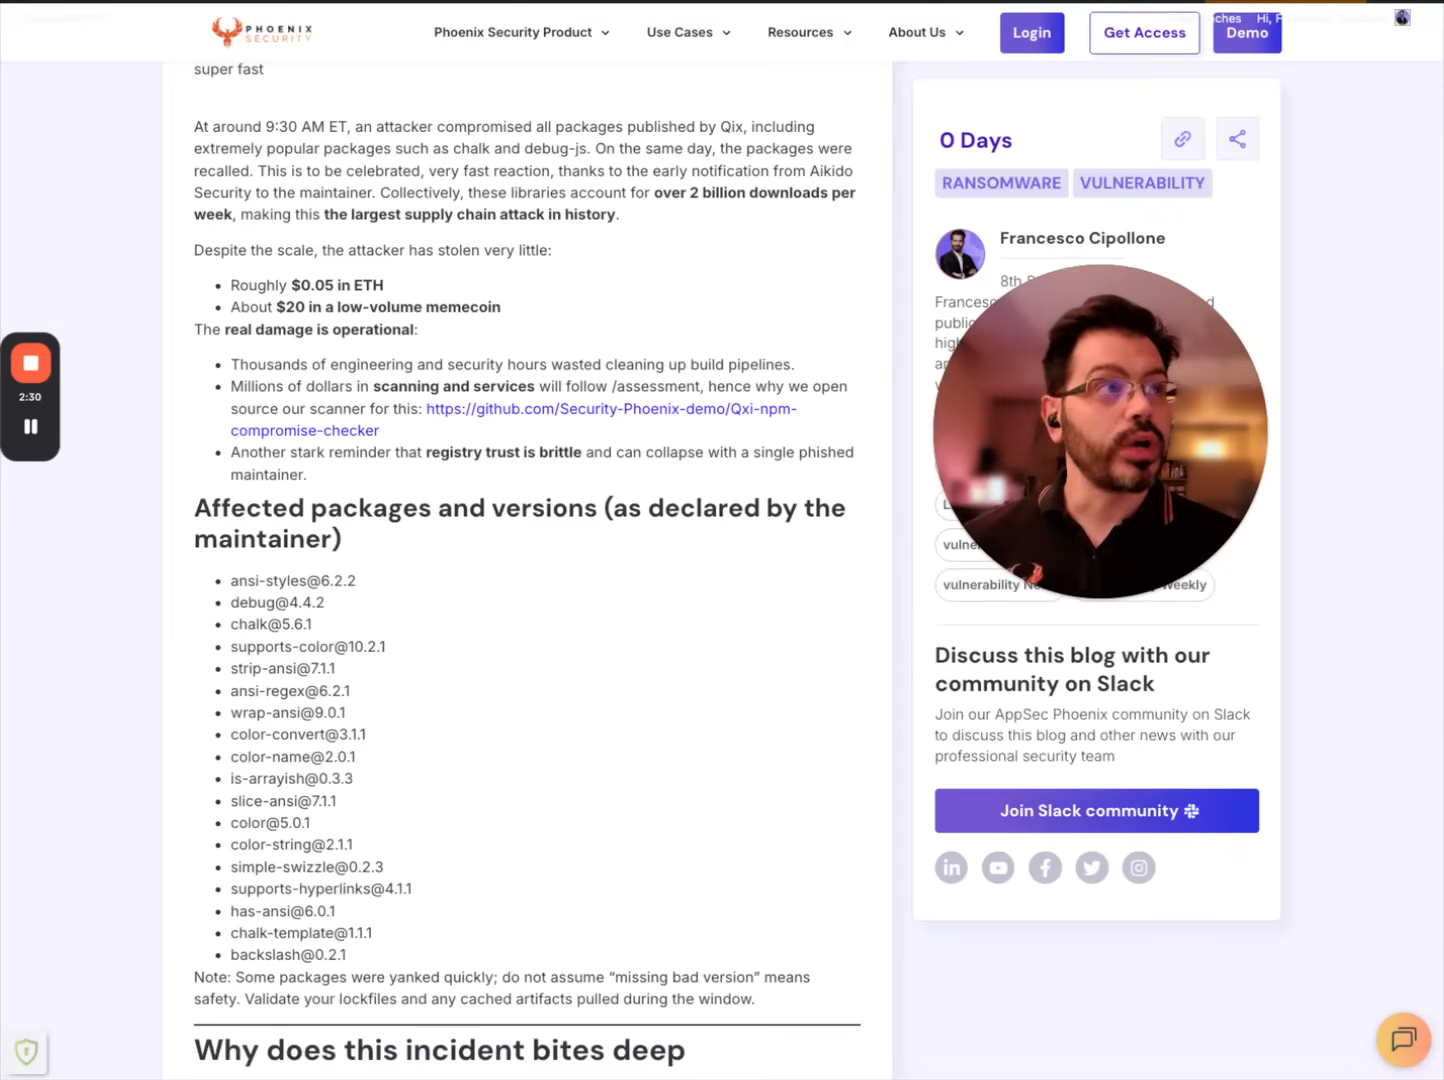 PHOENIX
SECURITY
Phoenix Security Product
Use Cases
Resources
About Us
Login
Get Access
Demo
Hi,
super fast
At around 9:30 AM ET, an attacker compromised all packages published by Qix, including
extremely popular packages such as chalk and debug-js. On the same day, the packages were
recalled. This is to be celebrated, very fast reaction, thanks to the early notification from Aikido
Security to the maintainer. Collectively, these libraries account for over 2 billion downloads per
week, making this the largest supply chain attack in history.
Despite the scale, the attacker has stolen very little:
• Roughly $0.05 in ETH
• About $20 in a low-volume memecoin
The real damage is operational:
• Thousands of engineering and security hours wasted cleaning up build pipelines.
• Millions of dollars in scanning and services will follow /assessment, hence why we open
source our scanner for this: https://github.com/Security-Phoenix-demo/Qxi-npm-
compromise-checker
• Another stark reminder that registry trust is brittle and can collapse with a single phished
maintainer.
Affected packages and versions (as declared by the
maintainer)
• ansi-styles@6.2.2
• debug@4.4.2
• chalk@5.6.1
• supports-color@10.2.1
• strip-ansi@7.1.1
• ansi-regex@6.2.1
• wrap-ansi@9.0.1
• color-convert@3.1.1
• color-name@2.0.1
• is-arrayish@0.3.3
• slice-ansi@7.1.1
• color@5.0.1
• color-string@2.1.1
• simple-swizzle@0.2.3
• supports-hyperlinks@4.1.1
• has-ansi@6.0.1
• chalk-template@1.1.1
• backslash@0.2.1
Note: Some packages were yanked quickly; do not assume “missing bad version” means
safety. Validate your lockfiles and any cached artifacts pulled during the window.
Why does this incident bites deep
2:30
0 Days
RANSOMWARE
VULNERABILITY
Francesco Cipollone
8th
vulnerability
Weekly
Discuss this blog with our
community on Slack
Join our AppSec Phoenix community on Slack
to discuss this blog and other news with our
professional security team
Join Slack community